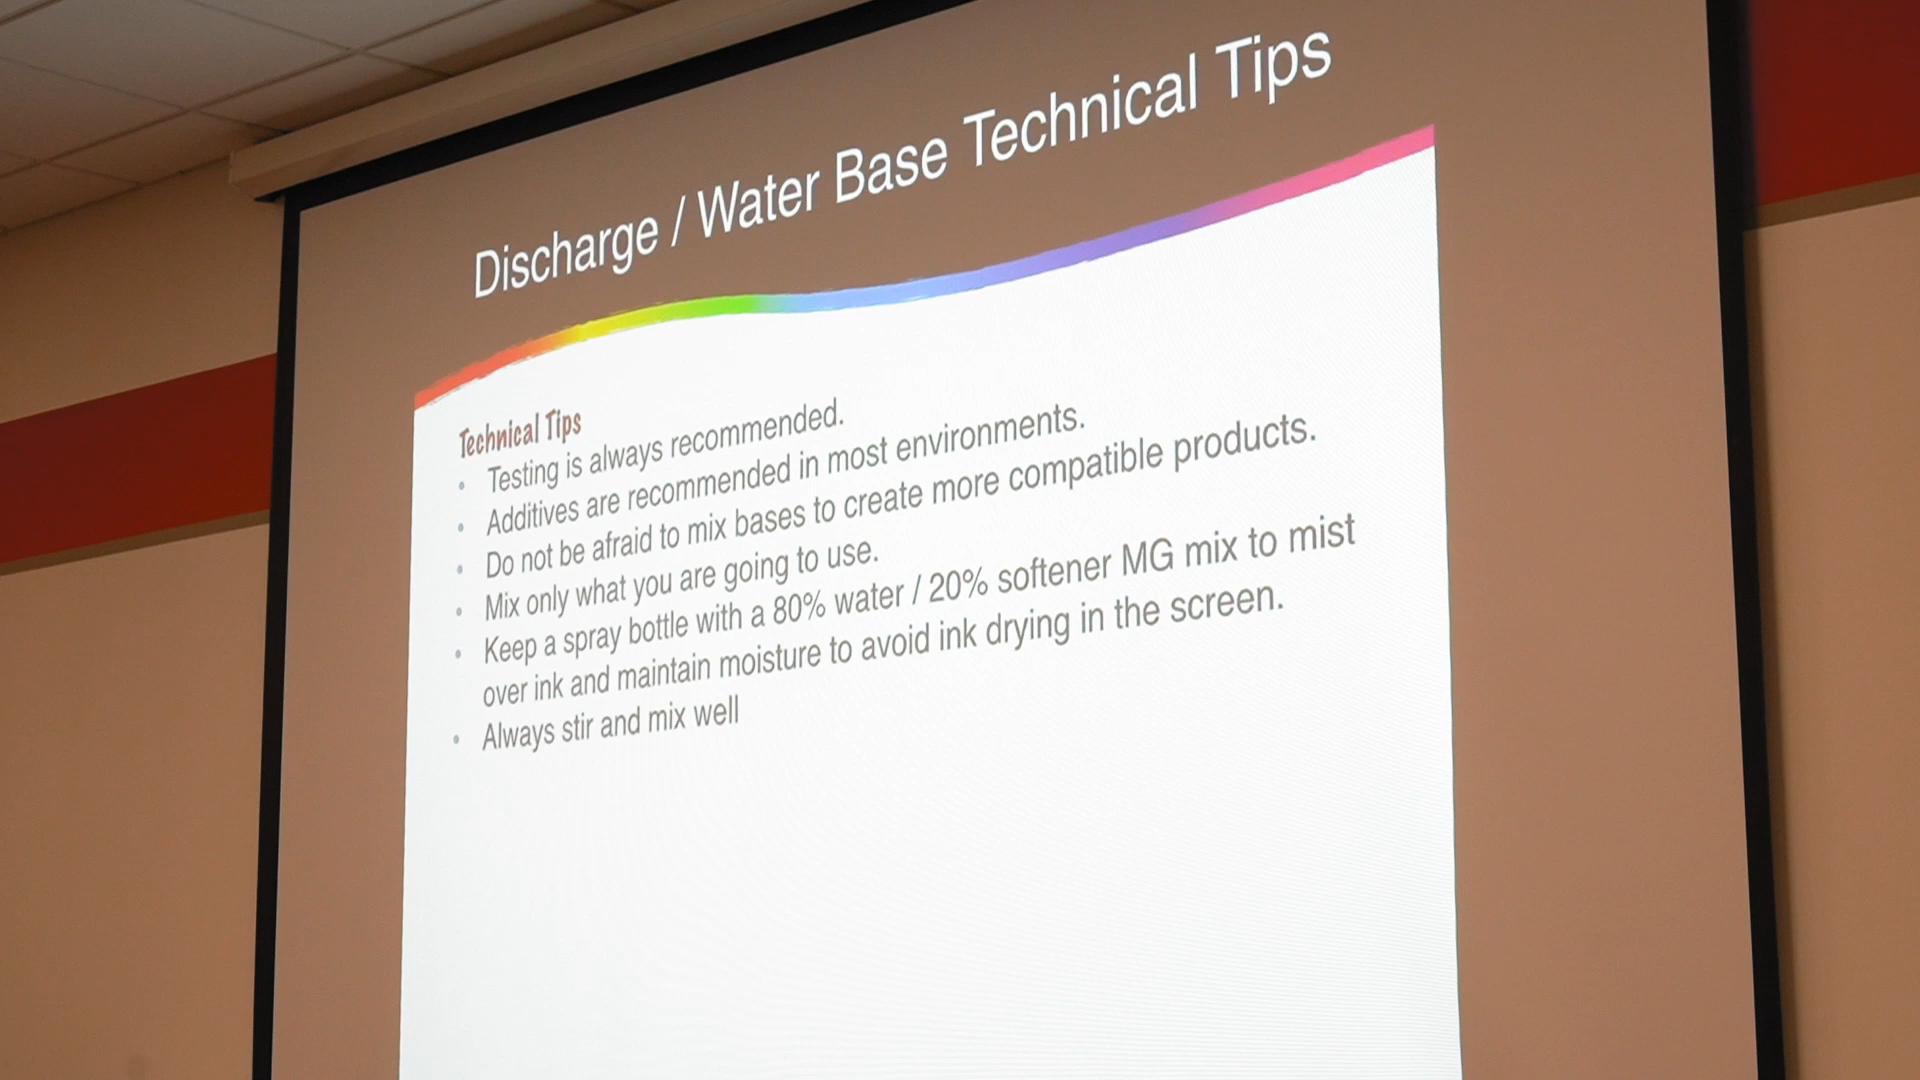 Discharge / Water Base Technical Tips
Technical Tips
• Testing is always recommended.
• Additives are recommended in most environments.
• Do not be afraid to mix bases to create more compatible products.
• Mix only what you are going to use.
• Keep a spray bottle with a 80% water / 20% softener MG mix to mist
over ink and maintain moisture to avoid ink drying in the screen.
• Always stir and mix well